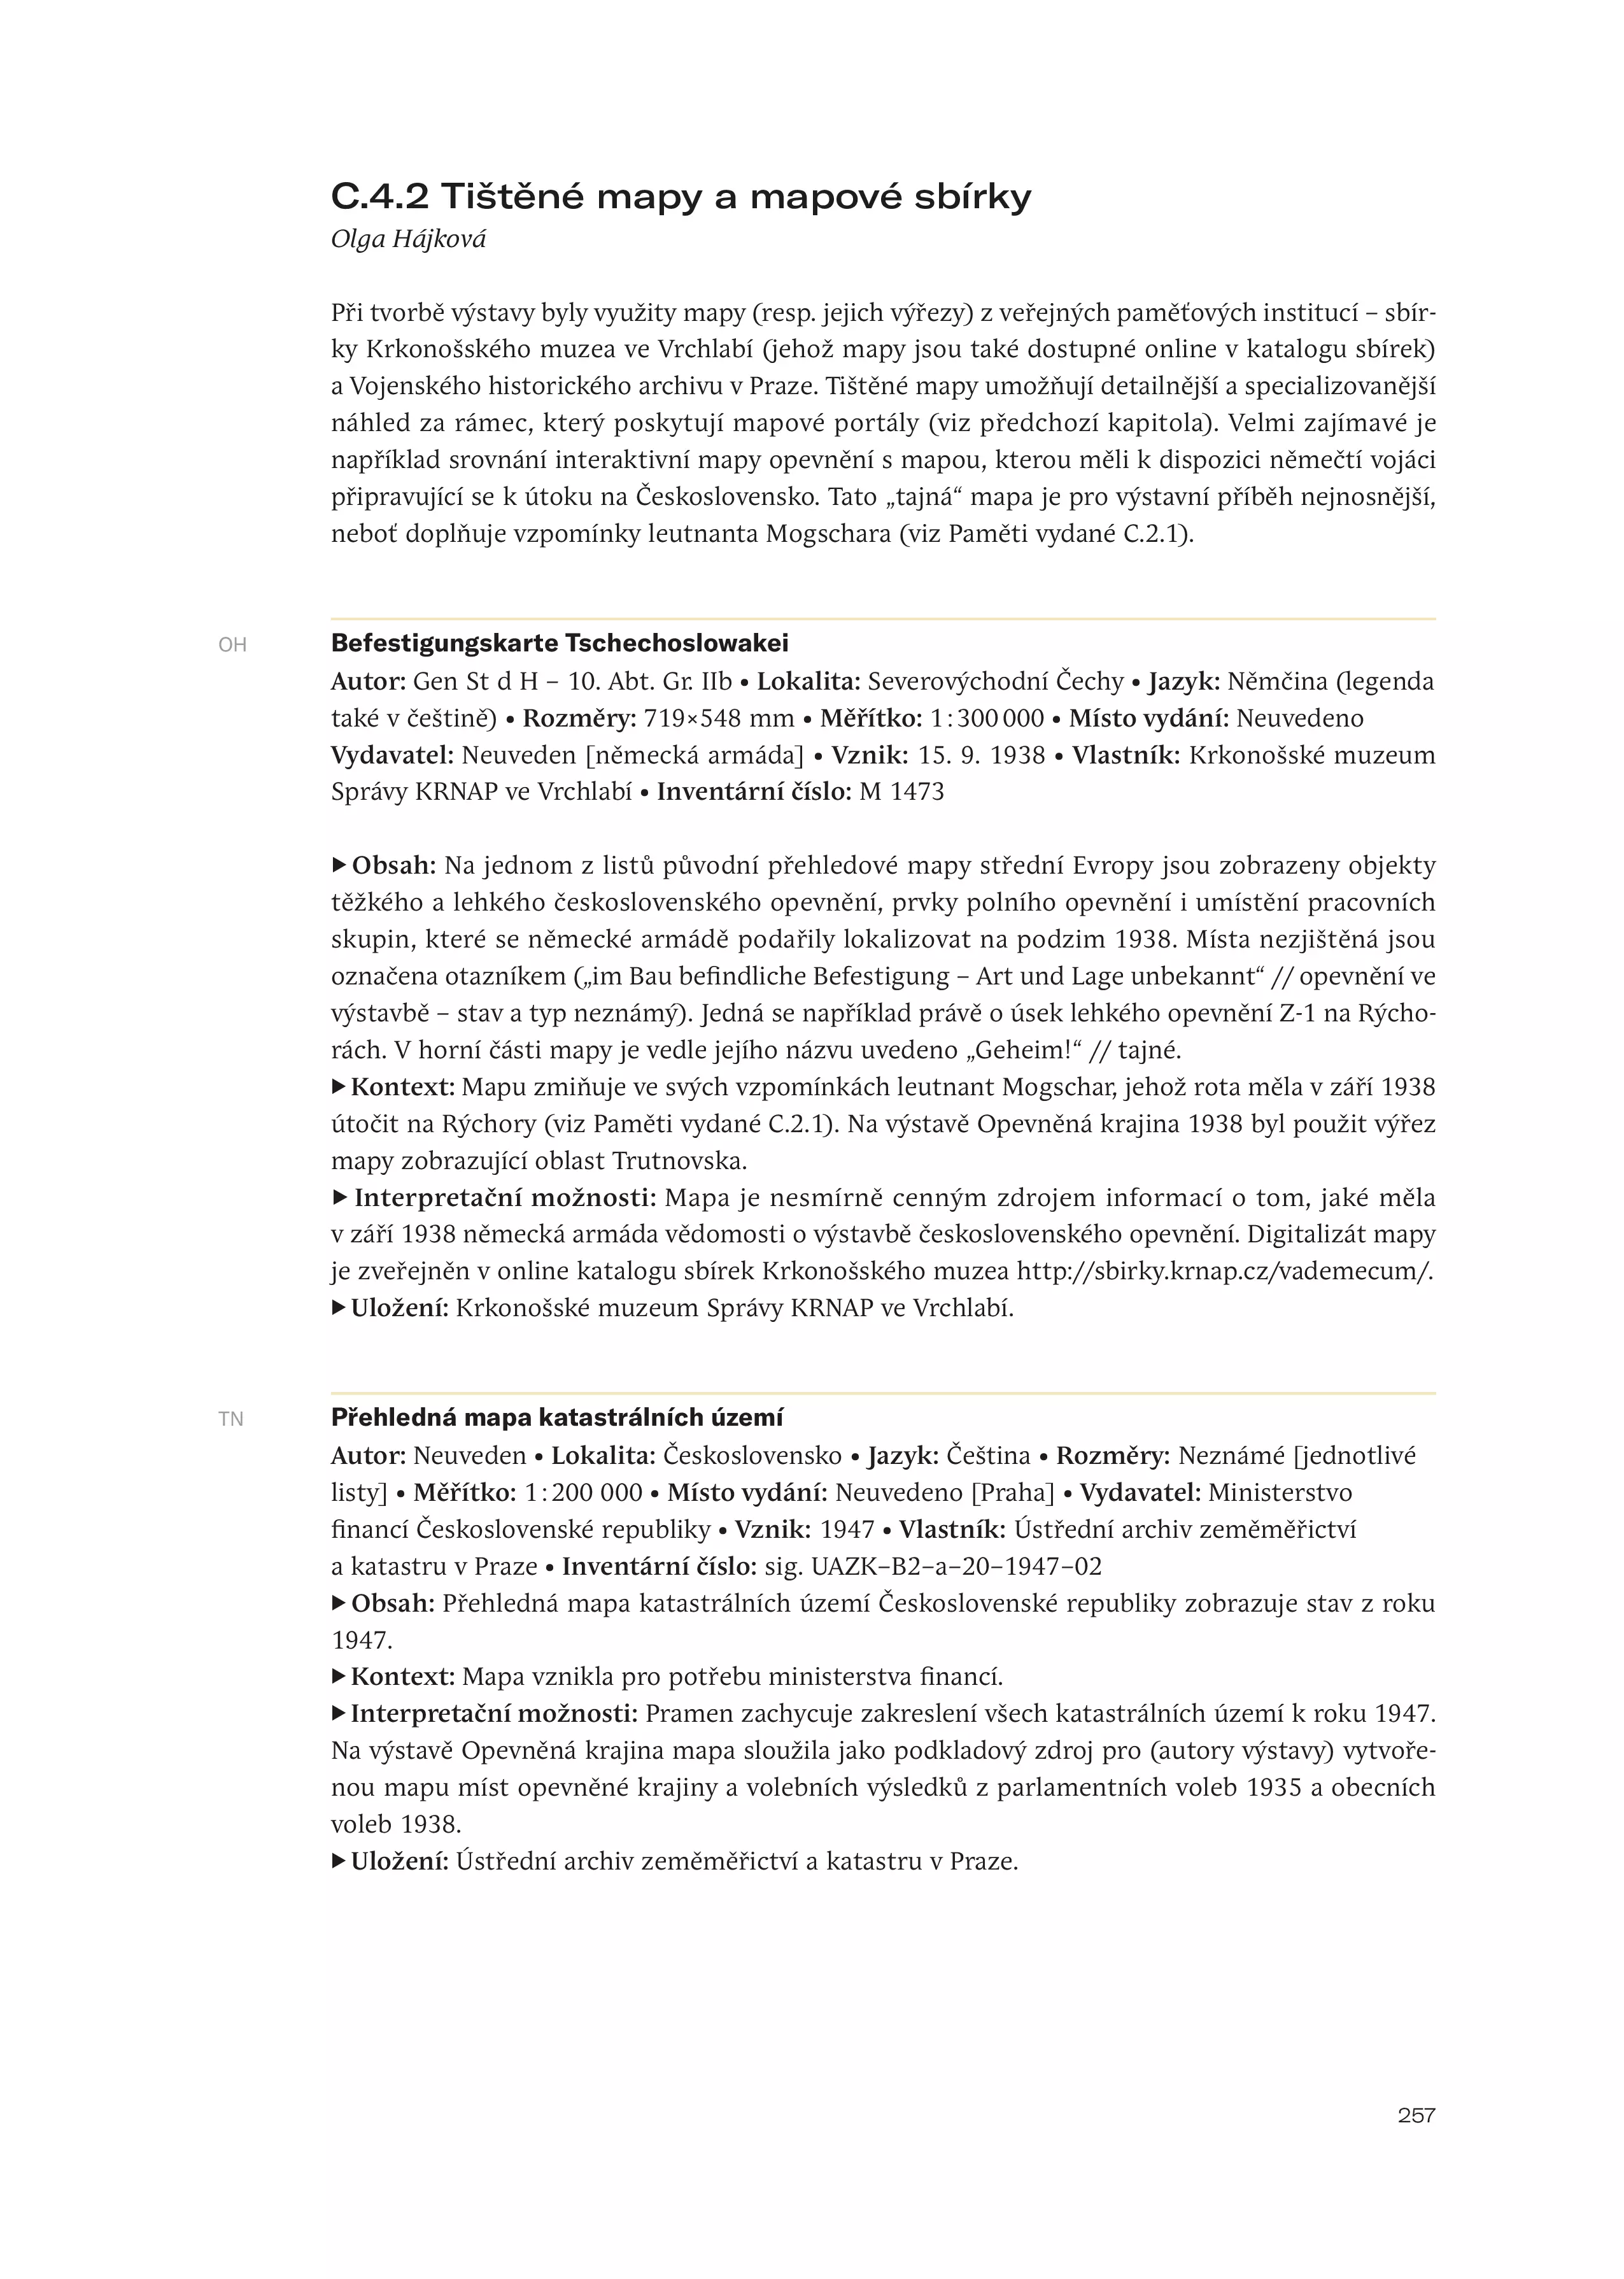 C.4.2 Tištěné mapy a mapové sbírky
Olga Hájková
Při tvorbě výstavy byly využity mapy (resp. jejich výřezy) z veřejných paměťových institucí – sbír-
ky Krkonošského muzea ve Vrchlabí (jehož mapy jsou také dostupné online v katalogu sbírek)
a Vojenského historického archivu v Praze. Tištěné mapy umožňují detailnější a specializovanější
náhled za rámec, který poskytují mapové portály (viz předchozí kapitola). Velmi zajímavé je
například srovnání interaktivní mapy opevnění s mapou, kterou měli k dispozici němečtí vojáci
připravující se k útoku na Československo. Tato „tajná“ mapa je pro výstavní příběh nejnosnější,
neboť doplňuje vzpomínky leutnanta Mogschara (viz Paměti vydané C.2.1).
OH
Befestigungskarte Tschechoslowakei
Autor: Gen St d H – 10. Abt. Gr. IIb • Lokalita: Severovýchodní Čechy • Jazyk: Němčina (legenda
také v češtině) • Rozměry: 719×548 mm • Měřítko: 1:300 000 • Místo vydání: Neuvedeno
Vydavatel: Neuveden [německá armáda] • Vznik: 15. 9. 1938 • Vlastník: Krkonošské muzeum
Správy KRNAP ve Vrchlabí • Inventární číslo: M 1473
▶ Obsah: Na jednom z listů původní přehledové mapy střední Evropy jsou zobrazeny objekty
těžkého a lehkého československého opevnění, prvky polního opevnění i umístění pracovních
skupin, které se německé armádě podařily lokalizovat na podzim 1938. Místa nezjištěná jsou
označena otazníkem („im Bau befindliche Befestigung – Art und Lage unbekannt“ // opevnění ve
výstavbě – stav a typ neznámý). Jedná se například právě o úsek lehkého opevnění Z-1 na Rýcho-
rách. V horní části mapy je vedle jejího názvu uvedeno „Geheim!“ // tajné.
▶ Kontext: Mapu zmiňuje ve svých vzpomínkách leutnant Mogschar, jehož rota měla v září 1938
útočit na Rýchory (viz Paměti vydané C.2.1). Na výstavě Opevněná krajina 1938 byl použit výřez
mapy zobrazující oblast Trutnovska.
▶ Interpretační možnosti: Mapa je nesmírně cenným zdrojem informací o tom, jaké měla
v září 1938 německá armáda vědomosti o výstavbě československého opevnění. Digitalizát mapy
je zveřejněn v online katalogu sbírek Krkonošského muzea http://sbirky.krnap.cz/vademecum/.
▶ Uložení: Krkonošské muzeum Správy KRNAP ve Vrchlabí.
TN
Přehledná mapa katastrálních území
Autor: Neuveden • Lokalita: Československo • Jazyk: Čeština • Rozměry: Neznámé [jednotlivé
listy] • Měřítko: 1:200 000 • Místo vydání: Neuvedeno [Praha] • Vydavatel: Ministerstvo
financí Československé republiky • Vznik: 1947 • Vlastník: Ústřední archiv zeměměřictví
a katastru v Praze • Inventární číslo: sig. UAZK–B2–a–20–1947–02
▶ Obsah: Přehledná mapa katastrálních území Československé republiky zobrazuje stav z roku
1947.
▶ Kontext: Mapa vznikla pro potřebu ministerstva financí.
▶ Interpretační možnosti: Pramen zachycuje zakreslení všech katastrálních území k roku 1947.
Na výstavě Opevněná krajina mapa sloužila jako podkladový zdroj pro (autory výstavy) vytvoře-
nou mapu míst opevněné krajiny a volebních výsledků z parlamentních voleb 1935 a obecních
voleb 1938.
▶ Uložení: Ústřední archiv zeměměřictví a katastru v Praze.
257